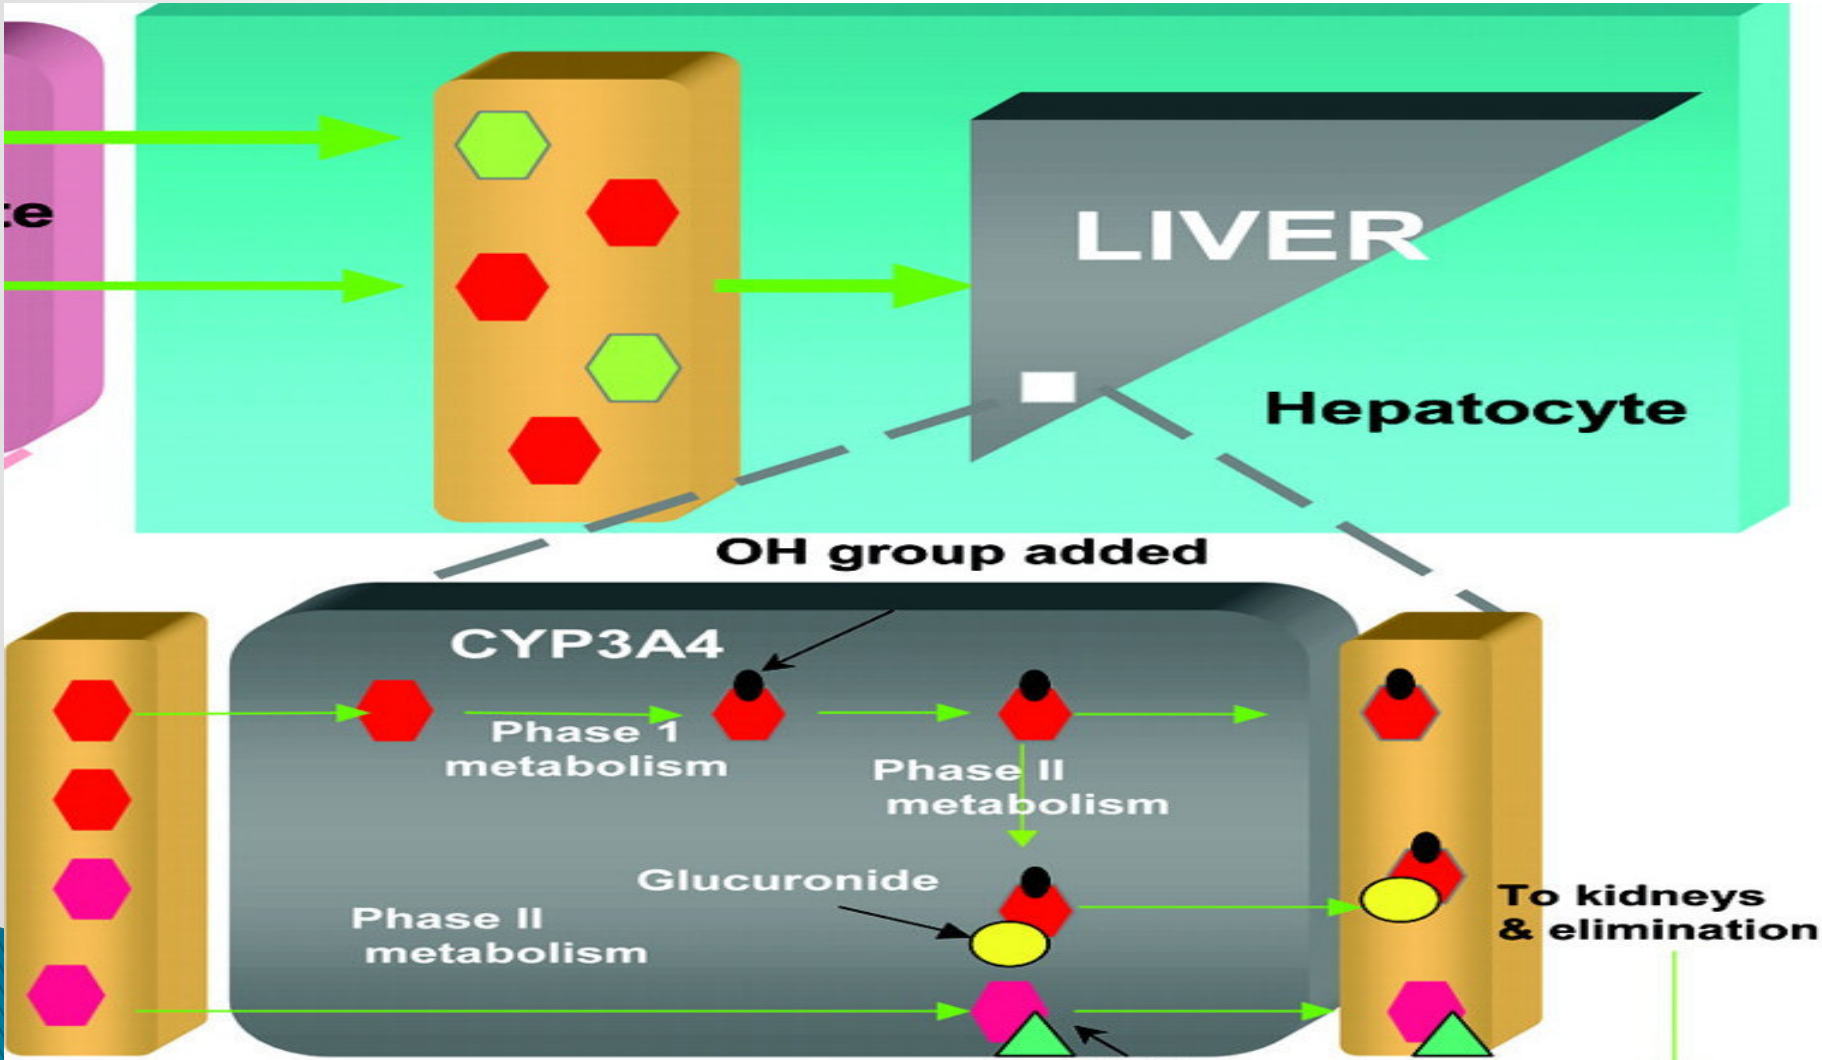 LIVER
Hepatocyte
OH group added
CYP3A4
Phase 1
metabolism
Phase II
metabolism
Glucuronide
Phase II
metabolism
To kidneys
& elimination